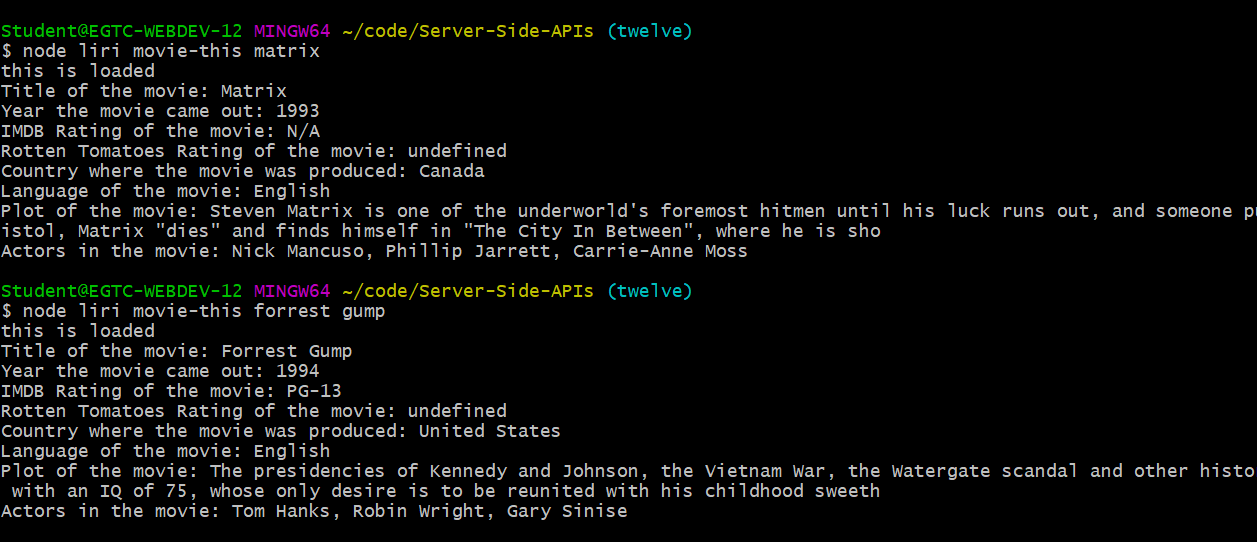 Student@EGTC-WEBDEV-12 MINGW64 ~/code/Server-Side-APIs (twelve)
$ node liri movie-this matrix
this is loaded
Title of the movie: Matrix
Year the movie came out: 1993
IMDB Rating of the movie: N/A
Rotten Tomatoes Rating of the movie: undefined
Country where the movie was produced: Canada
Language of the movie: English
Plot of the movie: Steven Matrix is one of the underworld's foremost hitmen until his luck runs out, and someone pu
istol, Matrix "dies" and finds himself in "The City In Between", where he is sho
Actors in the movie: Nick Mancuso, Phillip Jarrett, Carrie-Anne Moss
Student@EGTC-WEBDEV-12 MINGW64 ~/code/Server-Side-APIs (twelve)
$ node liri movie-this forrest gump
this is loaded
Title of the movie: Forrest Gump
Year the movie came out: 1994
IMDB Rating of the movie: PG-13
Rotten Tomatoes Rating of the movie: undefined
Country where the movie was produced: United States
Language of the movie: English
Plot of the movie: The presidencies of Kennedy and Johnson, the Vietnam War, the Watergate scandal and other histo
with an IQ of 75, whose only desire is to be reunited with his childhood sweeth
Actors in the movie: Tom Hanks, Robin Wright, Gary Sinise